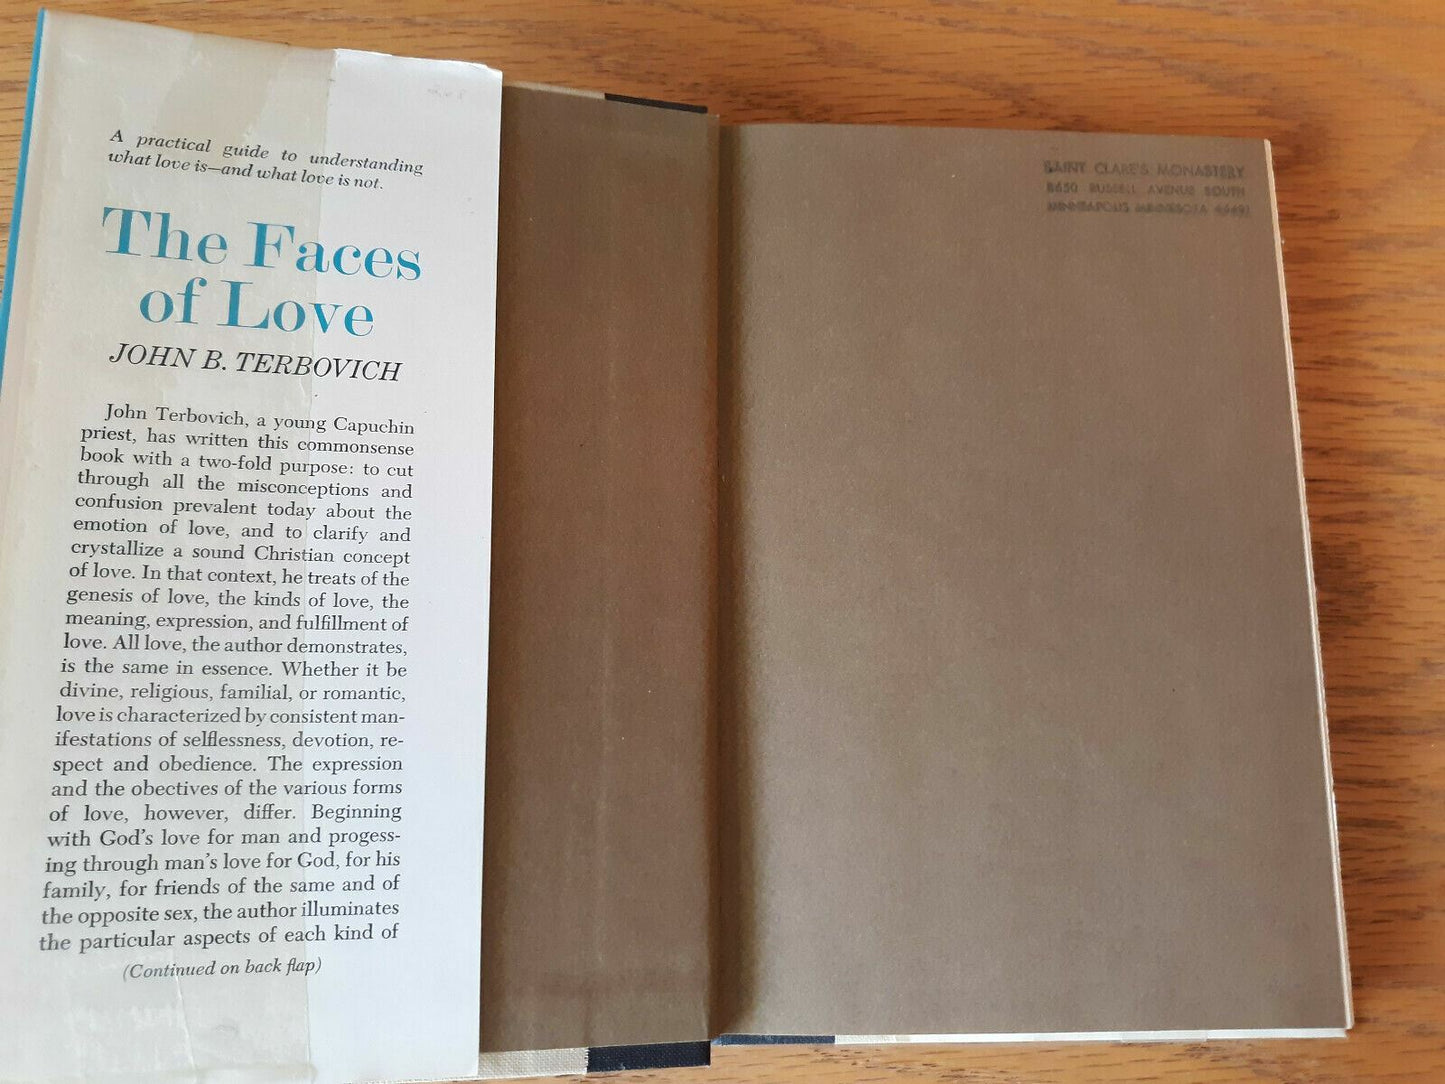 A practical guide to understanding
what love is—and what love is not.
The Faces
of Love
JOHN B. TERBOVICH
John Terbovich, a young Capuchin
priest, has written this commonsense
book with a two-fold purpose: to cut
through all the misconceptions and
confusion prevalent today about the
emotion of love, and to clarify and
crystallize a sound Christian concept
of love. In that context, he treats of the
genesis of love, the kinds of love, the
meaning, expression, and fulfillment of
love. All love, the author demonstrates,
is the same in essence. Whether it be
divine, religious, familial, or romantic,
love is characterized by consistent man-
ifestations of selflessness, devotion, re-
spect and obedience. The expression
and the obectives of the various forms
of love, however, differ. Beginning
with God's love for man and progess-
ing through man's love for God, for his
family, for friends of the same and of
the opposite sex, the author illuminates
the particular aspects of each kind of
(Continued on back flap)
SAINT CLARE'S MONASTERY
8650 RUSSELL AVENUE SOUTH
MINNEAPOLIS MINNESOTA